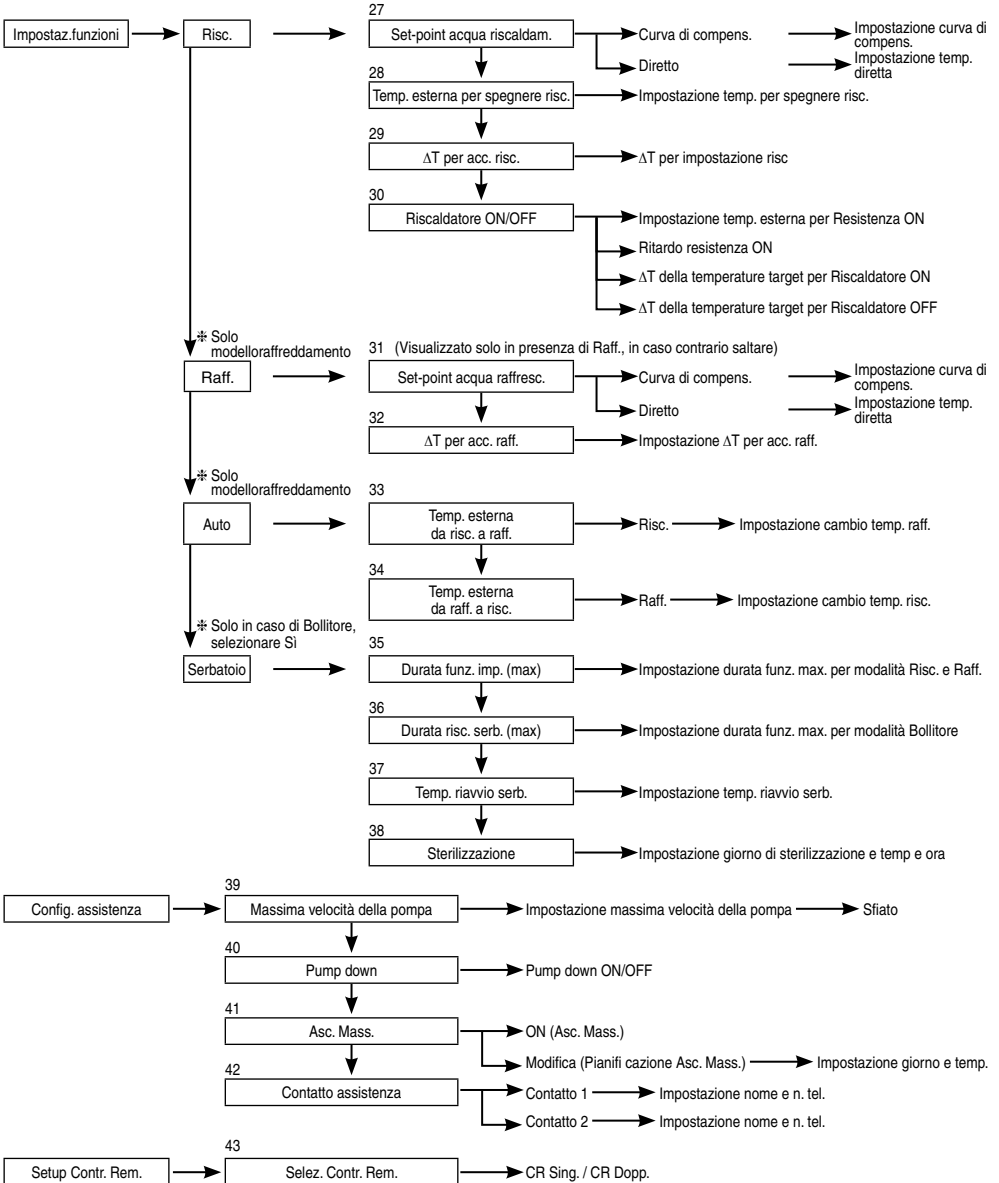 27
Impostaz.funzioni
Risc.
Set-point acqua riscaldam.
Curva di compens.
Impostazione curva di
compens.
Diretto
Impostazione temp.
diretta
28
Temp. esterna per spegnere risc.
Impostazione temp. per spegnere risc.
29
ΔT per acc. risc.
ΔT per impostazione risc
30
Riscaldatore ON/OFF
Impostazione temp. esterna per Resistenza ON
Ritardo resistenza ON
ΔT della temperature target per Riscaldatore ON
ΔT della temperature target per Riscaldatore OFF
❈ Solo
modelloraffreddamento
31 (Visualizzato solo in presenza di Raff., in caso contrario saltare)
Raff.
Set-point acqua raffresc.
Curva di compens.
Impostazione curva di
compens.
Diretto
Impostazione temp.
diretta
32
ΔT per acc. raff.
Impostazione ΔT per acc. raff.
❈ Solo
modelloraffreddamento
33
Auto
Temp. esterna
da risc. a raff.
Risc.
Impostazione cambio temp. raff.
34
Temp. esterna
da raff. a risc.
Raff.
Impostazione cambio temp. risc.
❈ Solo in caso di Bollitore,
selezionare Sì
35
Serbatoio
Durata funz. imp. (max)
Impostazione durata funz. max. per modalità Risc. e Raff.
36
Durata risc. serb. (max)
Impostazione durata funz. max. per modalità Bollitore
37
Temp. riavvio serb.
Impostazione temp. riavvio serb.
38
Sterilizzazione
Impostazione giorno di sterilizzazione e temp e ora
39
Config. assistenza
Massima velocità della pompa
Impostazione massima velocità della pompa
Sfiato
40
Pump down
Pump down ON/OFF
41
Asc. Mass.
ON (Asc. Mass.)
Modifica (Pianifi cazione Asc. Mass.)
Impostazione giorno e temp.
42
Contatto assistenza
Contatto 1
Impostazione nome e n. tel.
Contatto 2
Impostazione nome e n. tel.
43
Setup Contr. Rem.
Selez. Contr. Rem.
CR Sing. / CR Dopp.